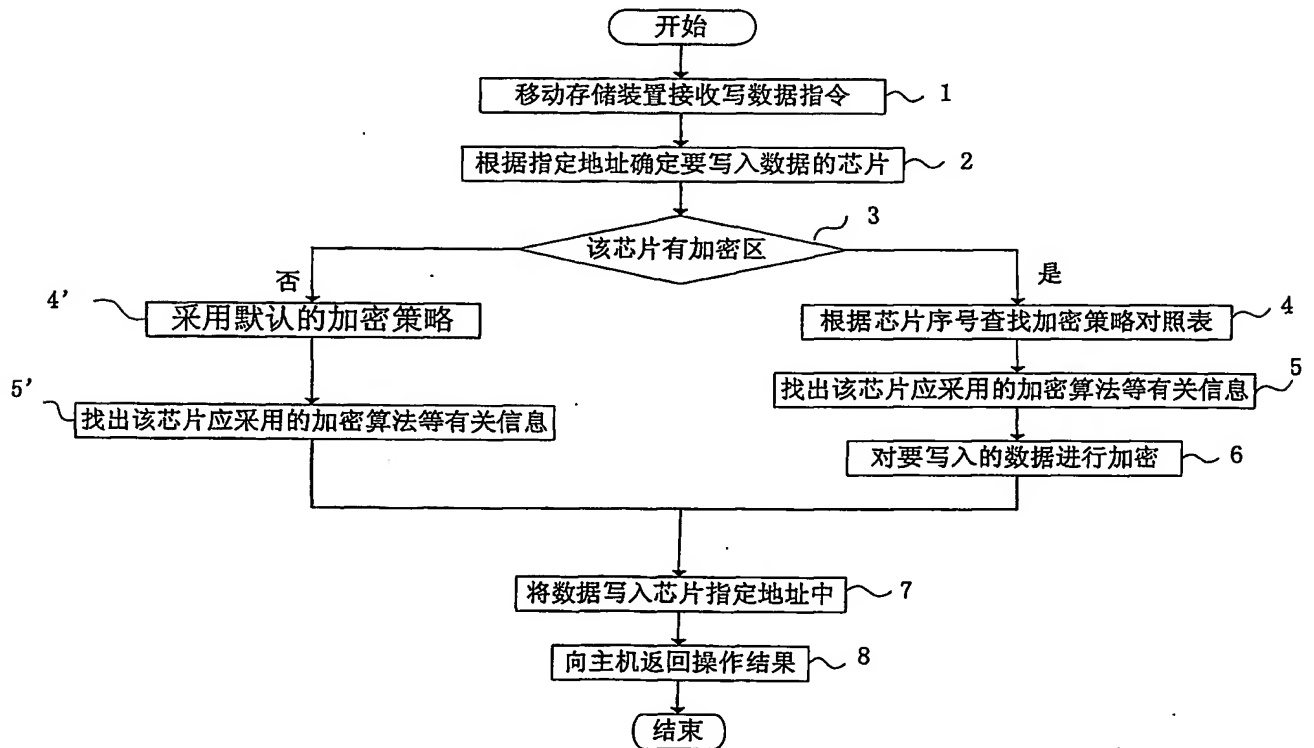 开始
移动存储装置接收写数据指令
1
根据指定地址确定要写入数据的芯片
2
3
该芯片有加密区
否
是
4'
采用默认的加密策略
根据芯片序号查找加密策略对照表
4
5'
找出该芯片应采用的加密算法等有关信息
找出该芯片应采用的加密算法等有关信息
5
对要写入的数据进行加密
6
将数据写入芯片指定地址中
7
向主机返回操作结果
8
结束